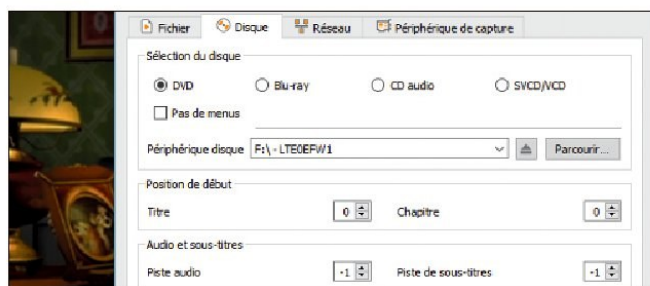 Fichier Disque Réseau Périphérique de capture
Sélection du disque
DVD Blu-ray CD audio SVCD/VCD
Pas de menus
Périphérique disque F:\ - LTE0EFW1 Parcourir...
Position de début
Titre 0 Chapitre 0
Audio et sous-titres
Piste audio -1 Piste de sous-titres -1